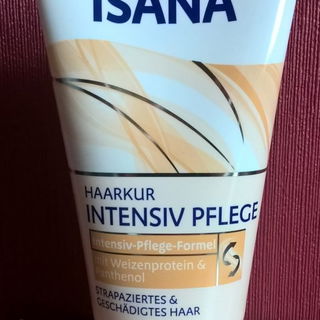 ISANA
HAARKUR
INTENSIV PFLEGE
Intensiv-Pflege-Formel
mit Weizenprotein &
Panthenol
STRAPAZIERTES &
GESCHÄDIGTES HAAR